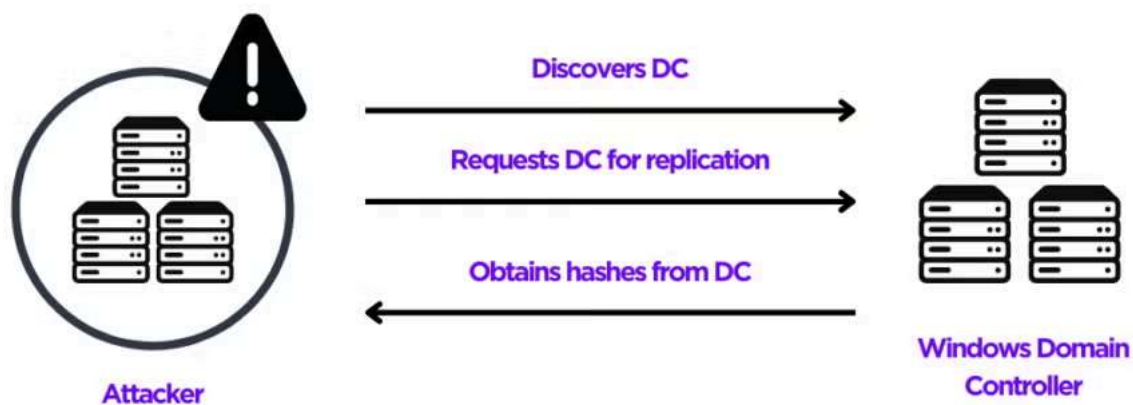 Discovers DC
Requests DC for replication
Obtains hashes from DC
Attacker
Windows Domain
Controller